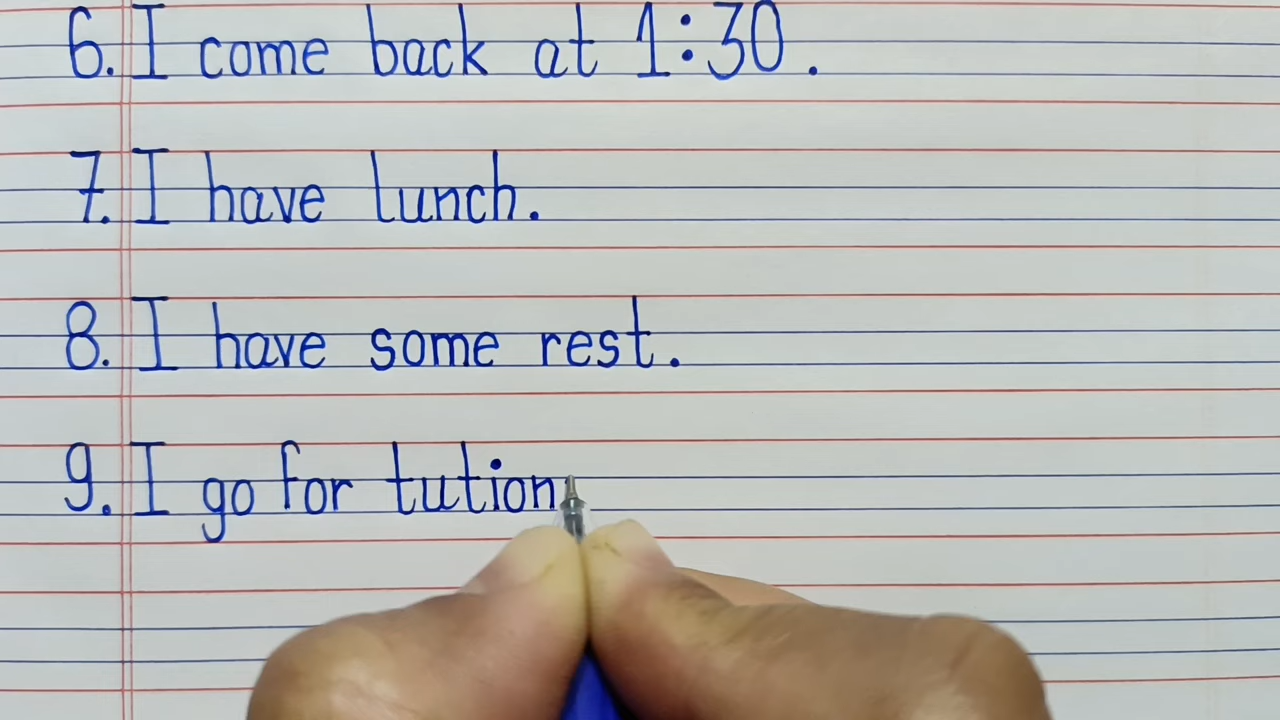 6. I come back at 1:30.
7. I have lunch.
8. I have some rest.
9. I go for tution